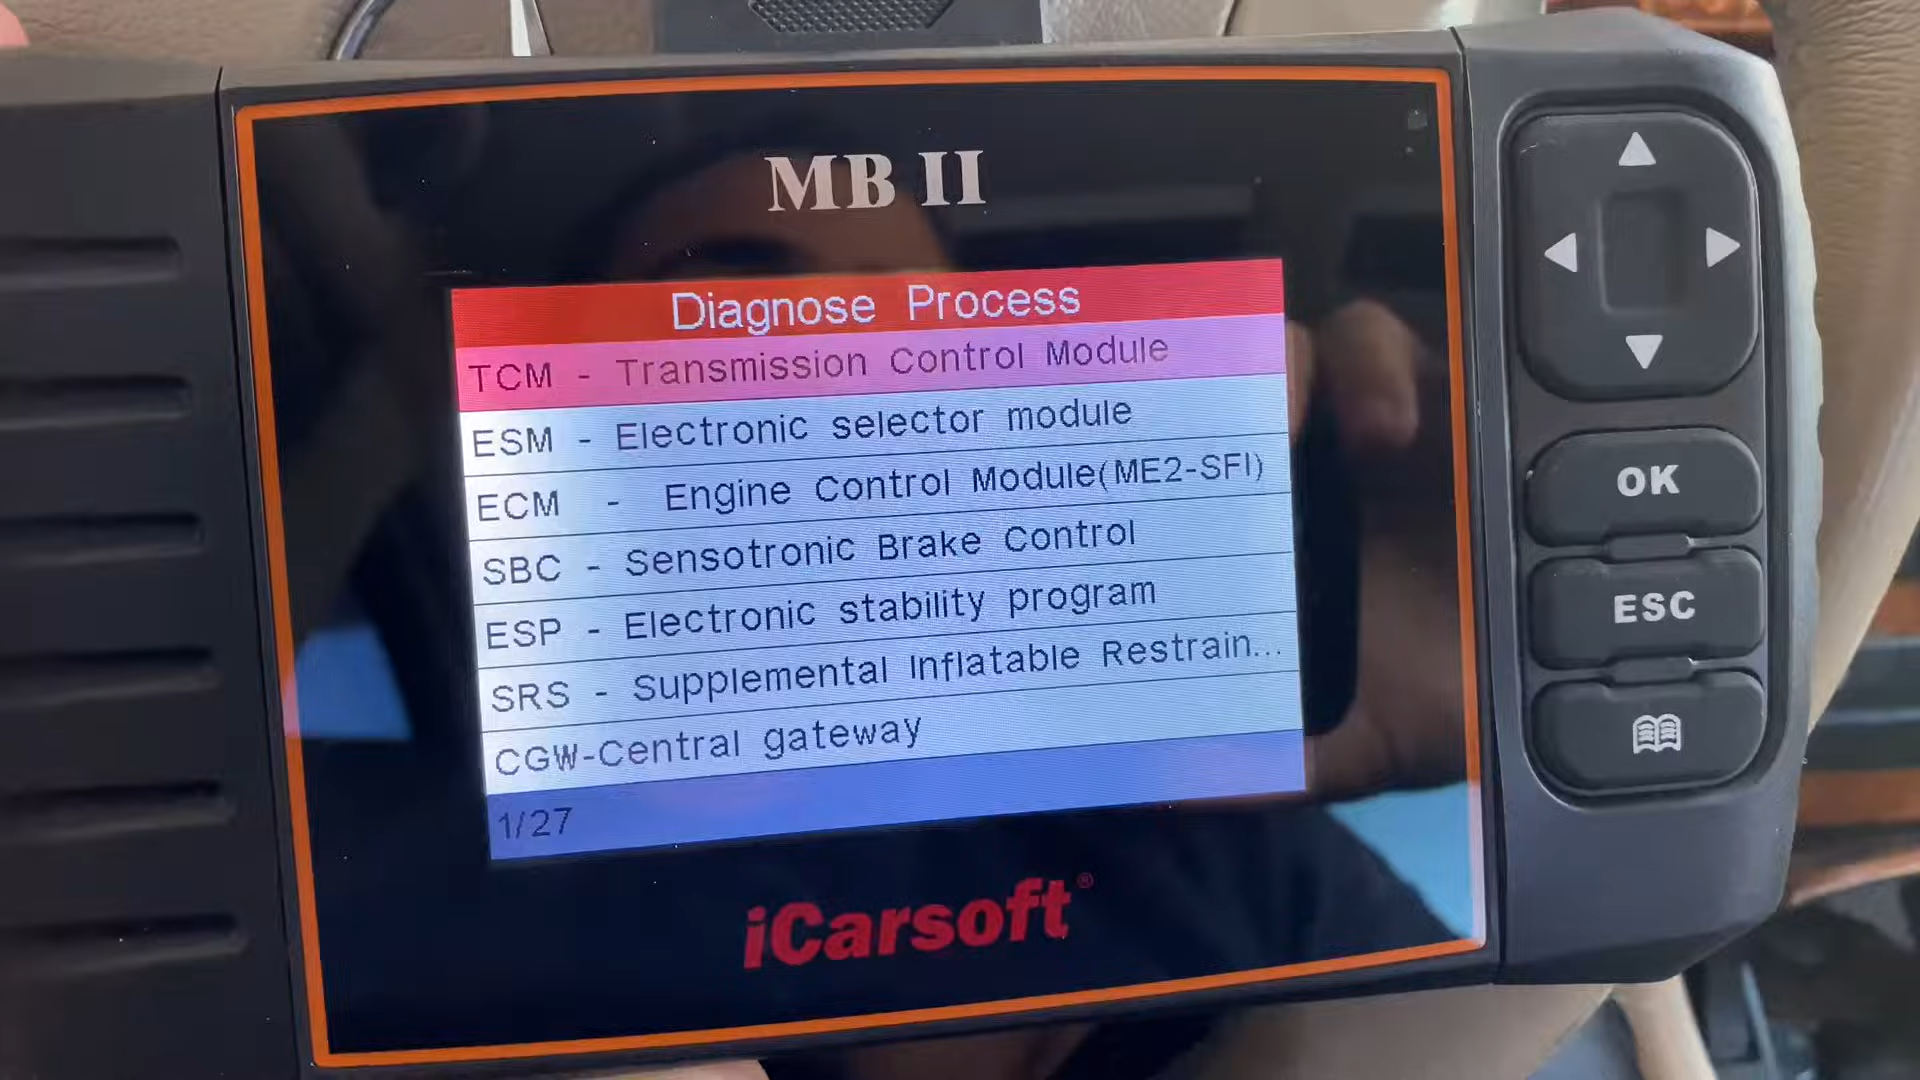 MB II
Diagnose Process
TCM - Transmission Control Module
ESM - Electronic selector module
ECM - Engine Control Module(ME2-SFI)
SBC - Sensotronic Brake Control
ESP - Electronic stability program
SRS - Supplemental Inflatable Restrain...
CGW-Central gateway
1/27
iCarsoft®
OK
ESC